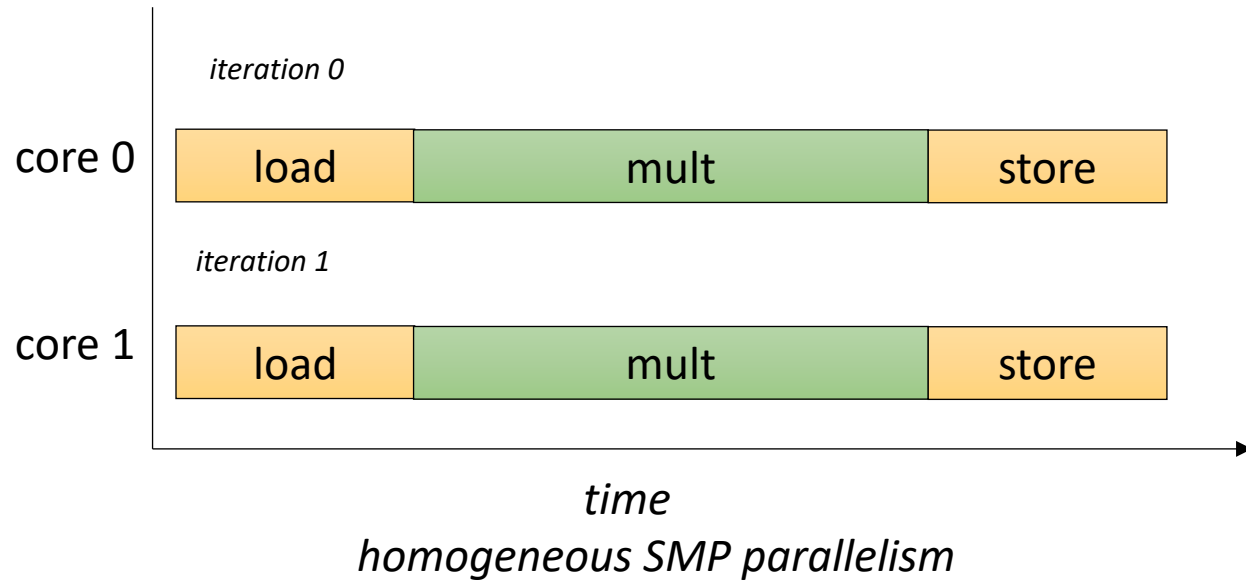 iteration 0
core 0
load mult store
iteration 1
core 1
load mult store
time
homogeneous SMP parallelism